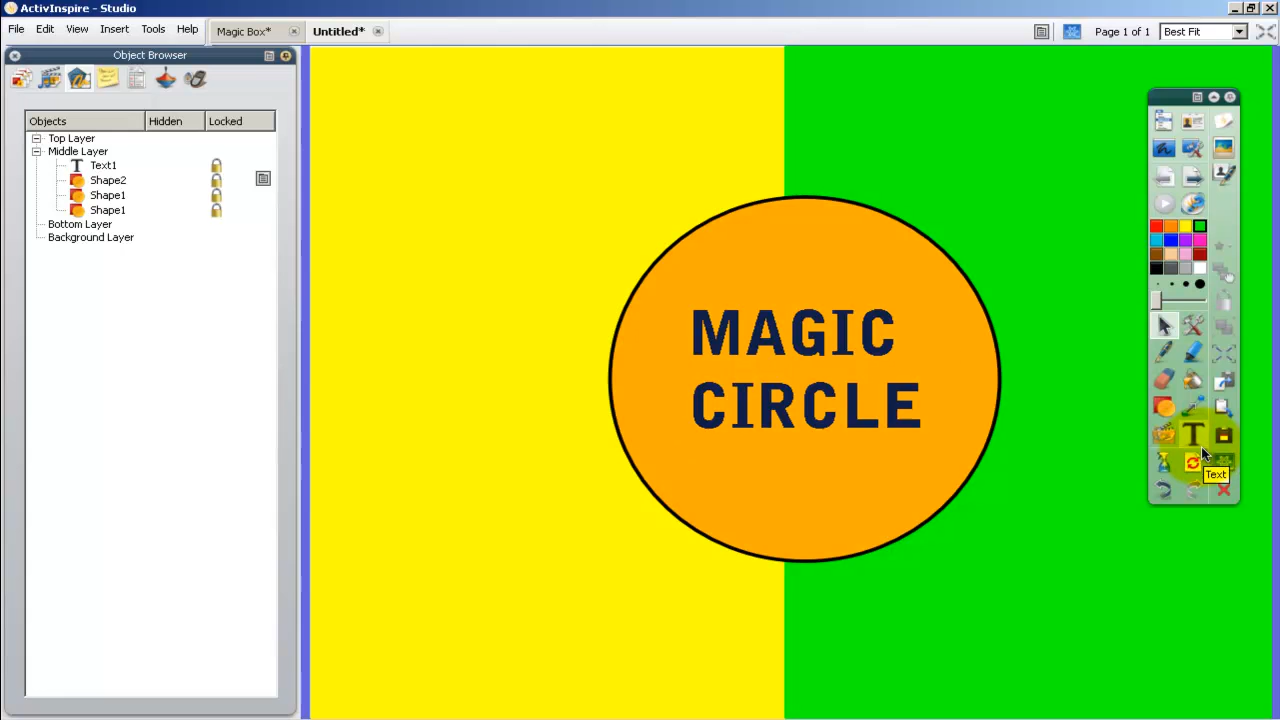 ActivInspire - Studio
File Edit View Insert Tools Help
Magic Box*
Untitled*
Page 1 of 1
Best Fit
Object Browser
Objects Hidden Locked
Top Layer
Middle Layer
Text1
Shape2
Shape1
Shape1
Bottom Layer
Background Layer
MAGIC
CIRCLE
T
Text